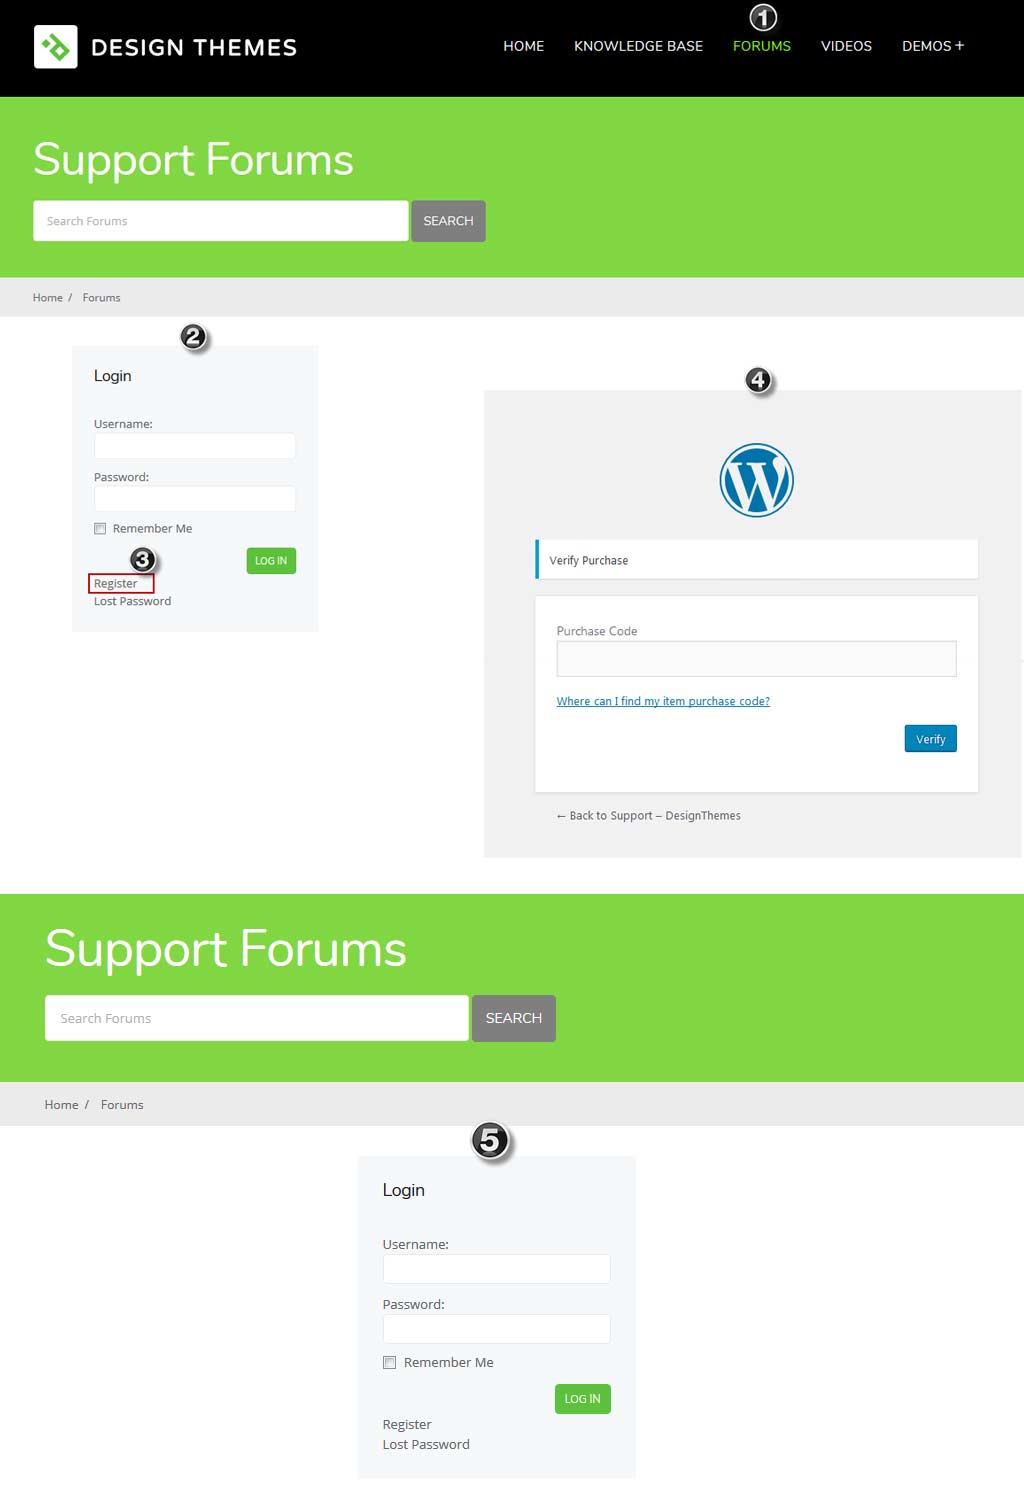 1
DESIGN THEMES
HOME KNOWLEDGE BASE FORUMS VIDEOS DEMOS +
Support Forums
Search Forums SEARCH
Home / Forums
2
Login
Username:
Password:
Remember Me
3
LOG IN
Register
Lost Password
4
W
Verify Purchase
Purchase Code
Where can I find my item purchase code?
Verify
← Back to Support – DesignThemes
Support Forums
Search Forums SEARCH
Home / Forums
5
Login
Username:
Password:
Remember Me
LOG IN
Register
Lost Password